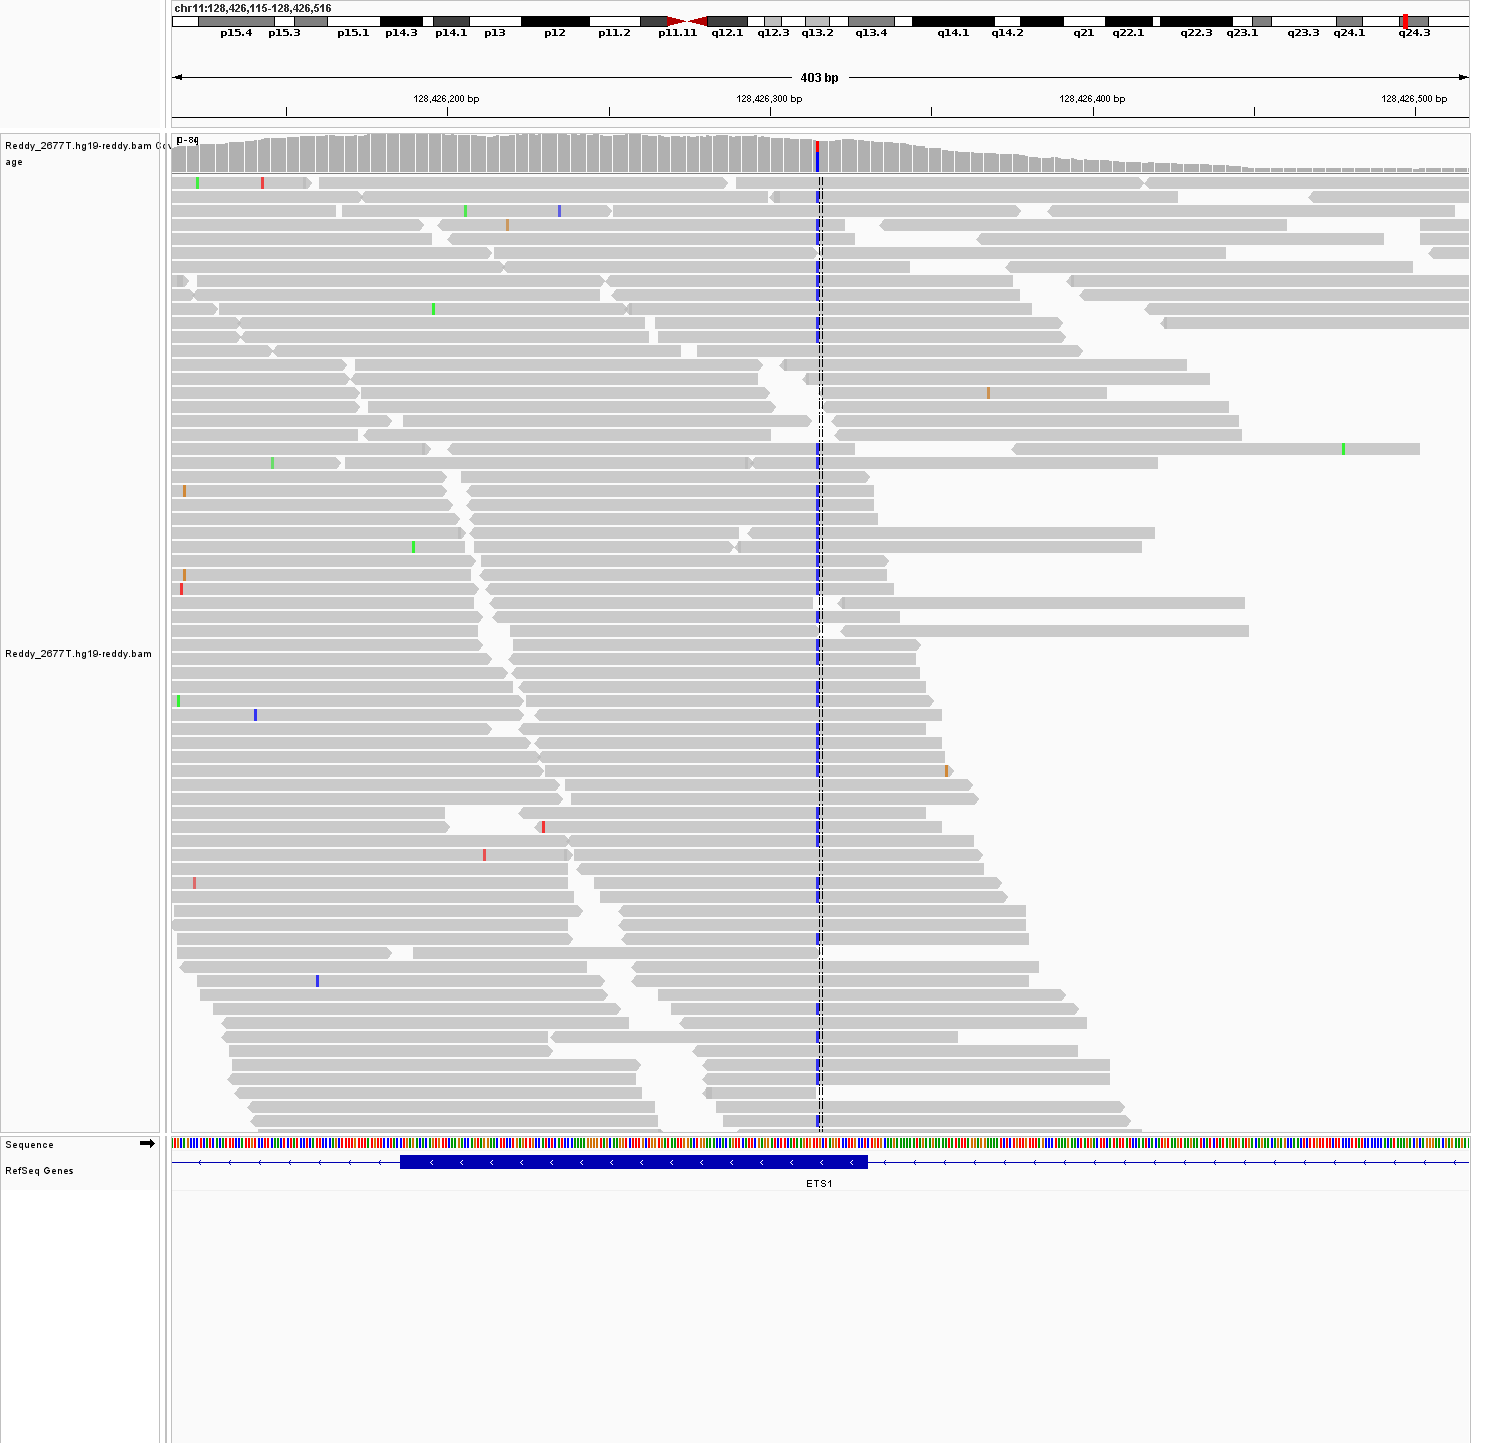 chr11:128,426,115-128,426,516
p15.4 p15.3 p15.1 p14.3 p14.1 p13 p12 p11.2 p11.11 q12.1 q12.3 q13.2 q13.4 q14.1 q14.2 q21 q22.1 q22.3 q23.1 q23.3 q24.1 q24.3
403 bp
128,426,200 bp 128,426,300 bp 128,426,400 bp 128,426,500 bp
Reddy_2677T.hg19-reddy.bam
age
Reddy_2677T.hg19-reddy.bam
Sequence
RefSeq Genes
ETS1